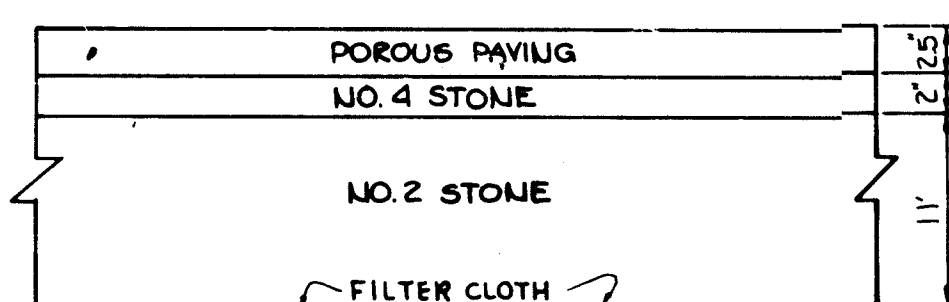 POROUS PAVING
2.5"
NO. 4 STONE
2"
NO. 2 STONE
11'
FILTER CLOTH